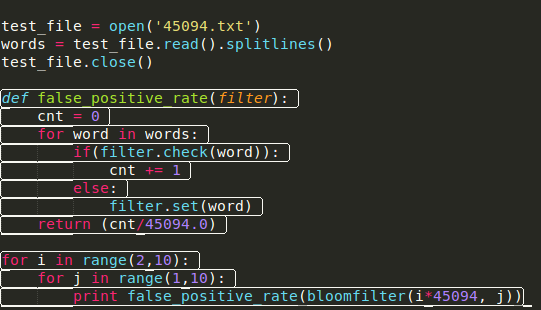 test_file = open('45094.txt')
words = test_file.read().splitlines()
test_file.close()
def false_positive_rate(filter):
cnt = 0
for word in words:
if(filter.check(word)):
cnt += 1
else:
filter.set(word)
return (cnt/45094.0)
for i in range(2,10):
for j in range(1,10):
print false_positive_rate(bloomfilter(i*45094, j))